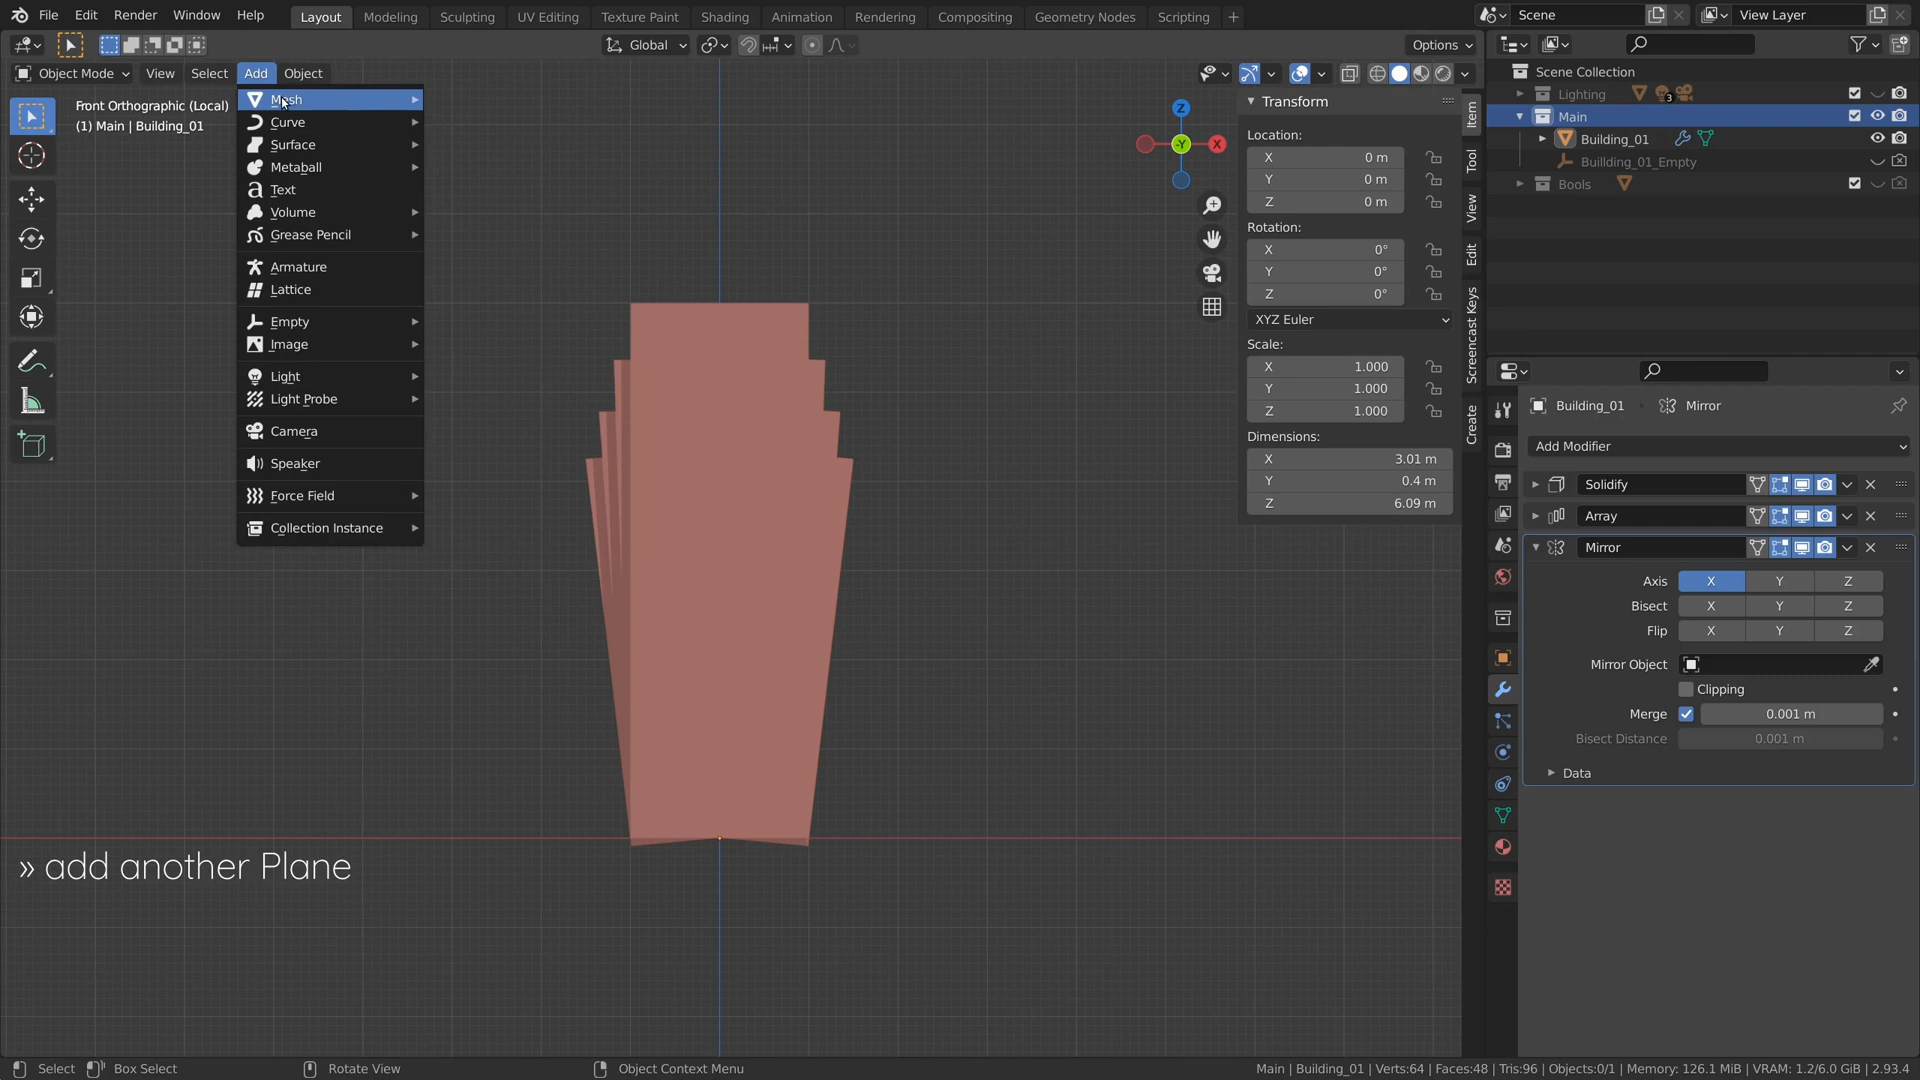 File Edit Render Window Help Layout Modeling Sculpting UV Editing Texture Paint Shading Animation Rendering Compositing Geometry Nodes Scripting Scene View Layer
Global Options
Object Mode View Select Add Object
Front Orthographic (Local)
(1) Main | Building_01
Mesh
Curve
Surface
Metaball
Text
Volume
Grease Pencil
Armature
Lattice
Empty
Image
Light
Light Probe
Camera
Speaker
Force Field
Collection Instance
Z
-Y
X
Transform
Location:
X 0 m
Y 0 m
Z 0 m
Rotation:
X 0°
Y 0°
Z 0°
XYZ Euler
Scale:
X 1.000
Y 1.000
Z 1.000
Dimensions:
X 3.01 m
Y 0.4 m
Z 6.09 m
Item
Tool
View
Edit
Screencast Keys
Create
Scene Collection
Lighting 3
Main
Building_01
Buillding_01_Empty
Bools
Building_01 Mirror
Add Modifier
Solidify
Array
Mirror
Axis X Y Z
Bisect X Y Z
Flip X Y Z
Mirror Object
Clipping
Merge 0.001 m
Bisect Distance 0.001 m
Data
» add another Plane
Select Box Select Rotate View Object Context Menu Main | Building_01 | Verts:64 | Faces:48 | Tris:96 | Objects:0/1 | Memory: 126.1 MiB | VRAM: 1.2/6.0 GiB | 2.93.4